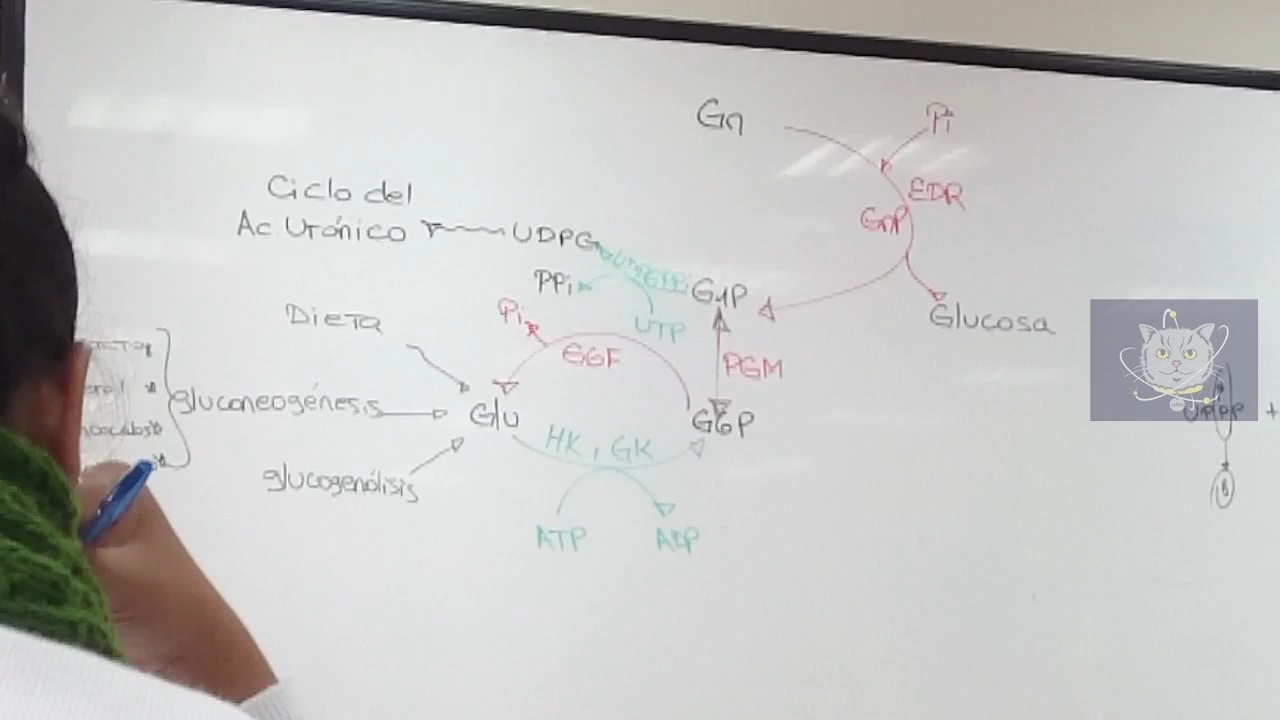 Gn
Pi
EDR
GnP
Ciclo del
Ac. Urónico
UDPG
PPi
G1P
UTP
Glucosa
Dieta
Pi
G6F
PGM
gluconeogénesis
Glu
G6P
HK, GK
glucogenólisis
ATP
ADP
+